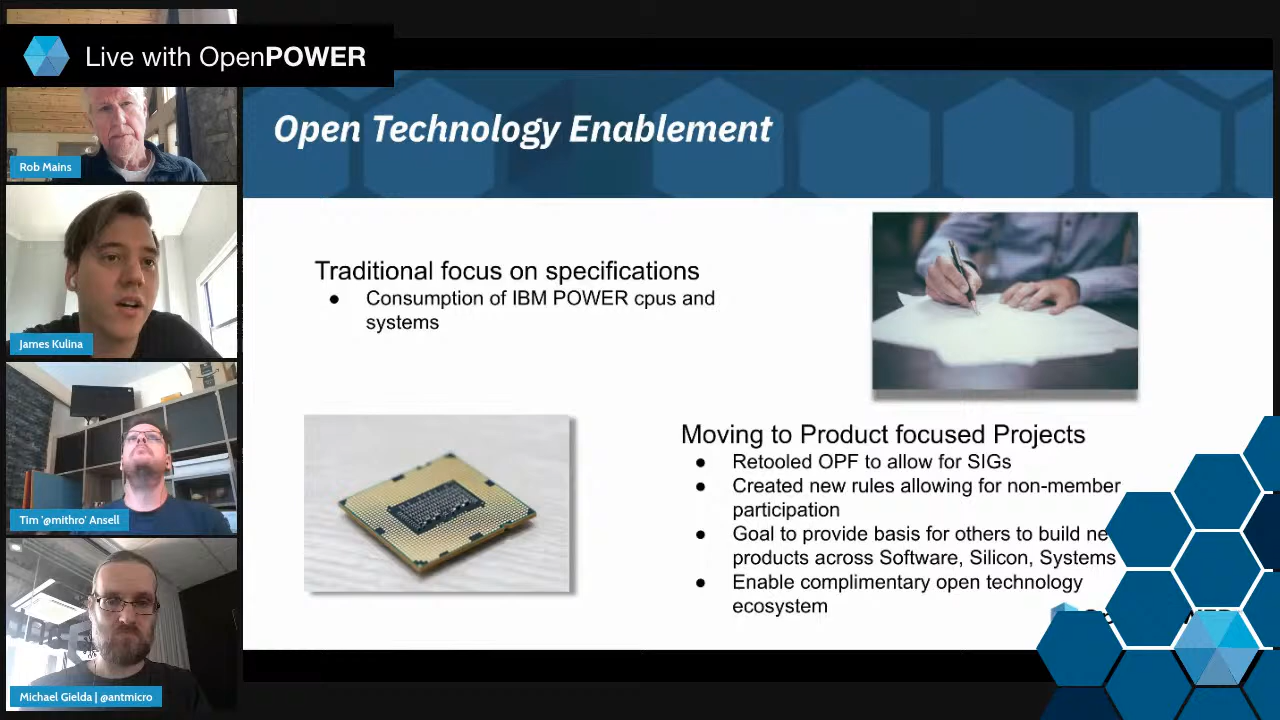 Live with OpenPOWER
Rob Mains
James Kulina
Tim '@mithro' Ansell
Michael Gielda | @antmicro
Open Technology Enablement
Traditional focus on specifications
● Consumption of IBM POWER cpus and
systems
Moving to Product focused Projects
● Retooled OPF to allow for SIGs
● Created new rules allowing for non-member
participation
● Goal to provide basis for others to build ne
products across Software, Silicon, Systems
● Enable complimentary open technology
ecosystem